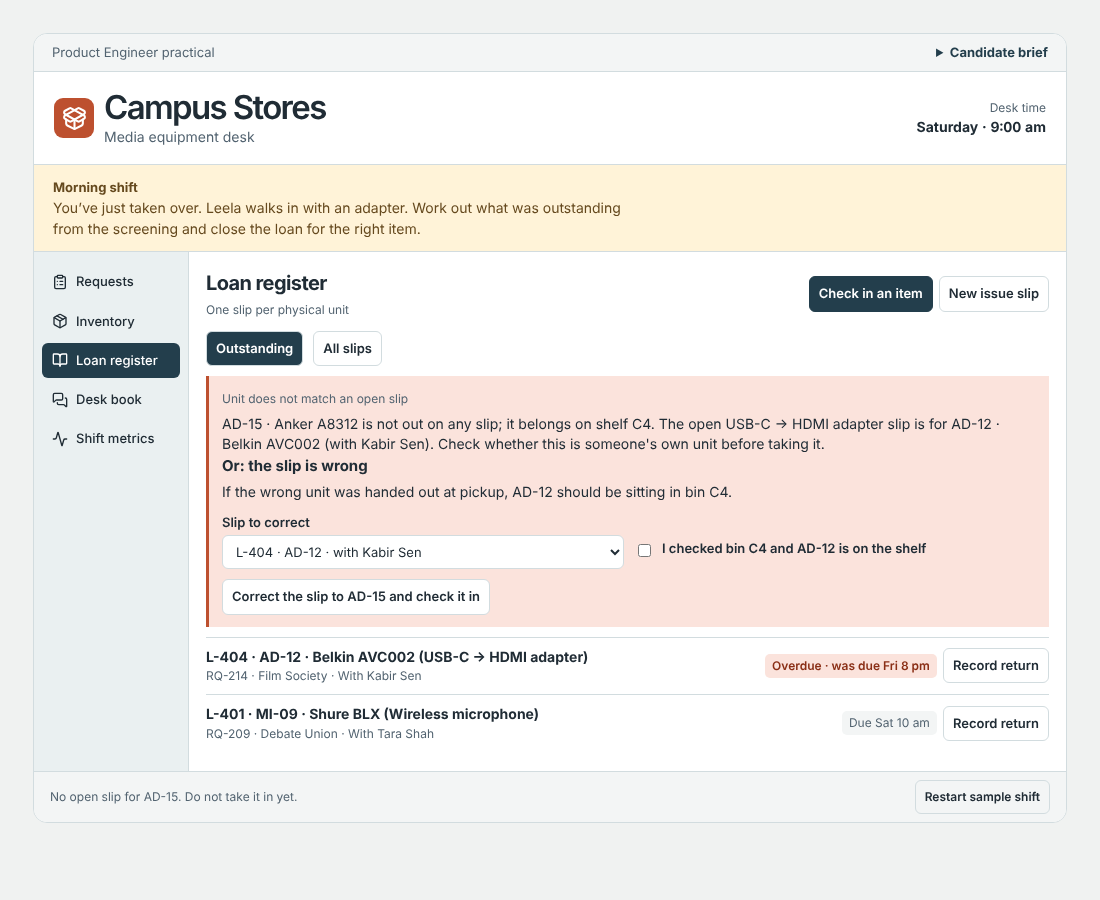 Product Engineer practical
Candidate brief
Campus Stores
Media equipment desk
Desk time
Saturday · 9:00 am
Morning shift
You’ve just taken over. Leela walks in with an adapter. Work out what was outstanding
from the screening and close the loan for the right item.
Requests
Inventory
Loan register
Desk book
Shift metrics
Loan register
One slip per physical unit
Check in an item
New issue slip
Outstanding
All slips
Unit does not match an open slip
AD-15 · Anker A8312 is not out on any slip; it belongs on shelf C4. The open USB-C → HDMI adapter slip is for AD-12 ·
Belkin AVC002 (with Kabir Sen). Check whether this is someone's own unit before taking it.
Or: the slip is wrong
If the wrong unit was handed out at pickup, AD-12 should be sitting in bin C4.
Slip to correct
L-404 · AD-12 · with Kabir Sen
I checked bin C4 and AD-12 is on the shelf
Correct the slip to AD-15 and check it in
L-404 · AD-12 · Belkin AVC002 (USB-C → HDMI adapter)
RQ-214 · Film Society · With Kabir Sen
Overdue · was due Fri 8 pm
Record return
L-401 · MI-09 · Shure BLX (Wireless microphone)
RQ-209 · Debate Union · With Tara Shah
Due Sat 10 am
Record return
No open slip for AD-15. Do not take it in yet.
Restart sample shift